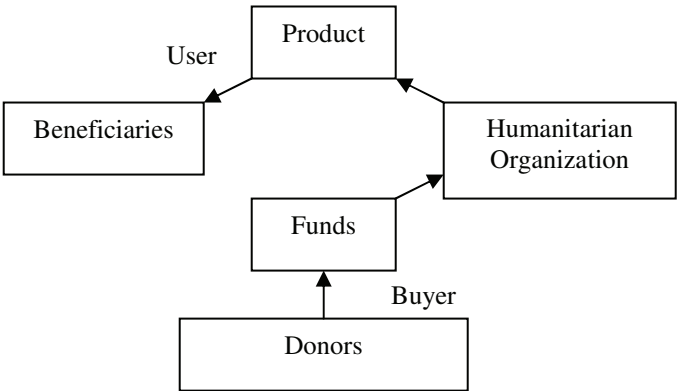 Product
User
Beneficiaries
Humanitarian
Organization
Funds
Buyer
Donors